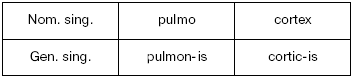 Nom. sing. pulmo cortex
Gen. sing. pulmon-is cortic-is